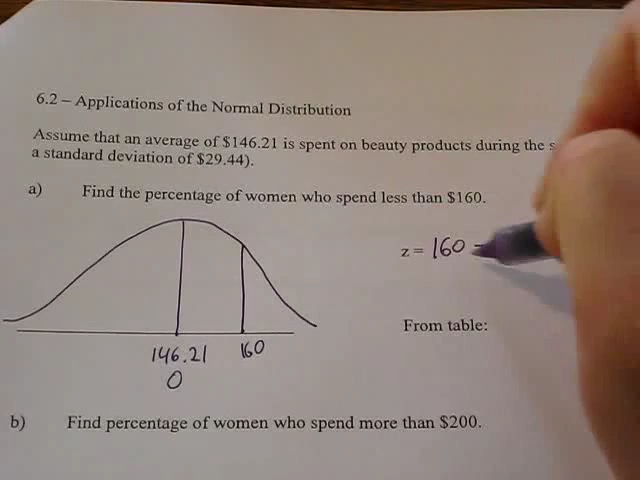 6.2 – Applications of the Normal Distribution
Assume that an average of $146.21 is spent on beauty products during the
a standard deviation of $29.44).
a) Find the percentage of women who spend less than $160.
z = 160 -
From table:
146.21 160
0
b) Find percentage of women who spend more than $200.